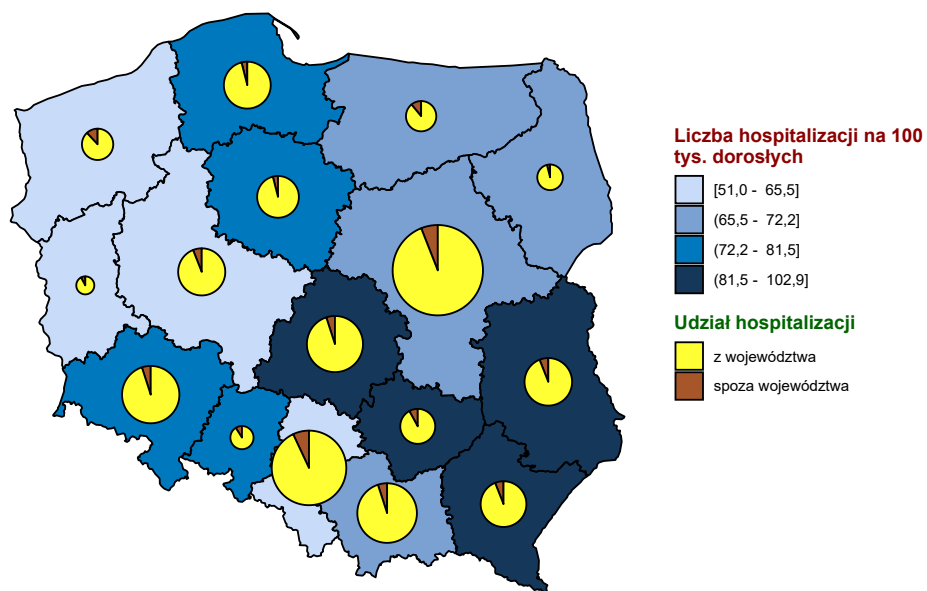 Liczba hospitalizacji na 100
tys. dorosłych
[51,0 - 65,5]
(65,5 - 72,2]
(72,2 - 81,5]
(81,5 - 102,9]
Udział hospitalizacji
z województwa
spoza województwa